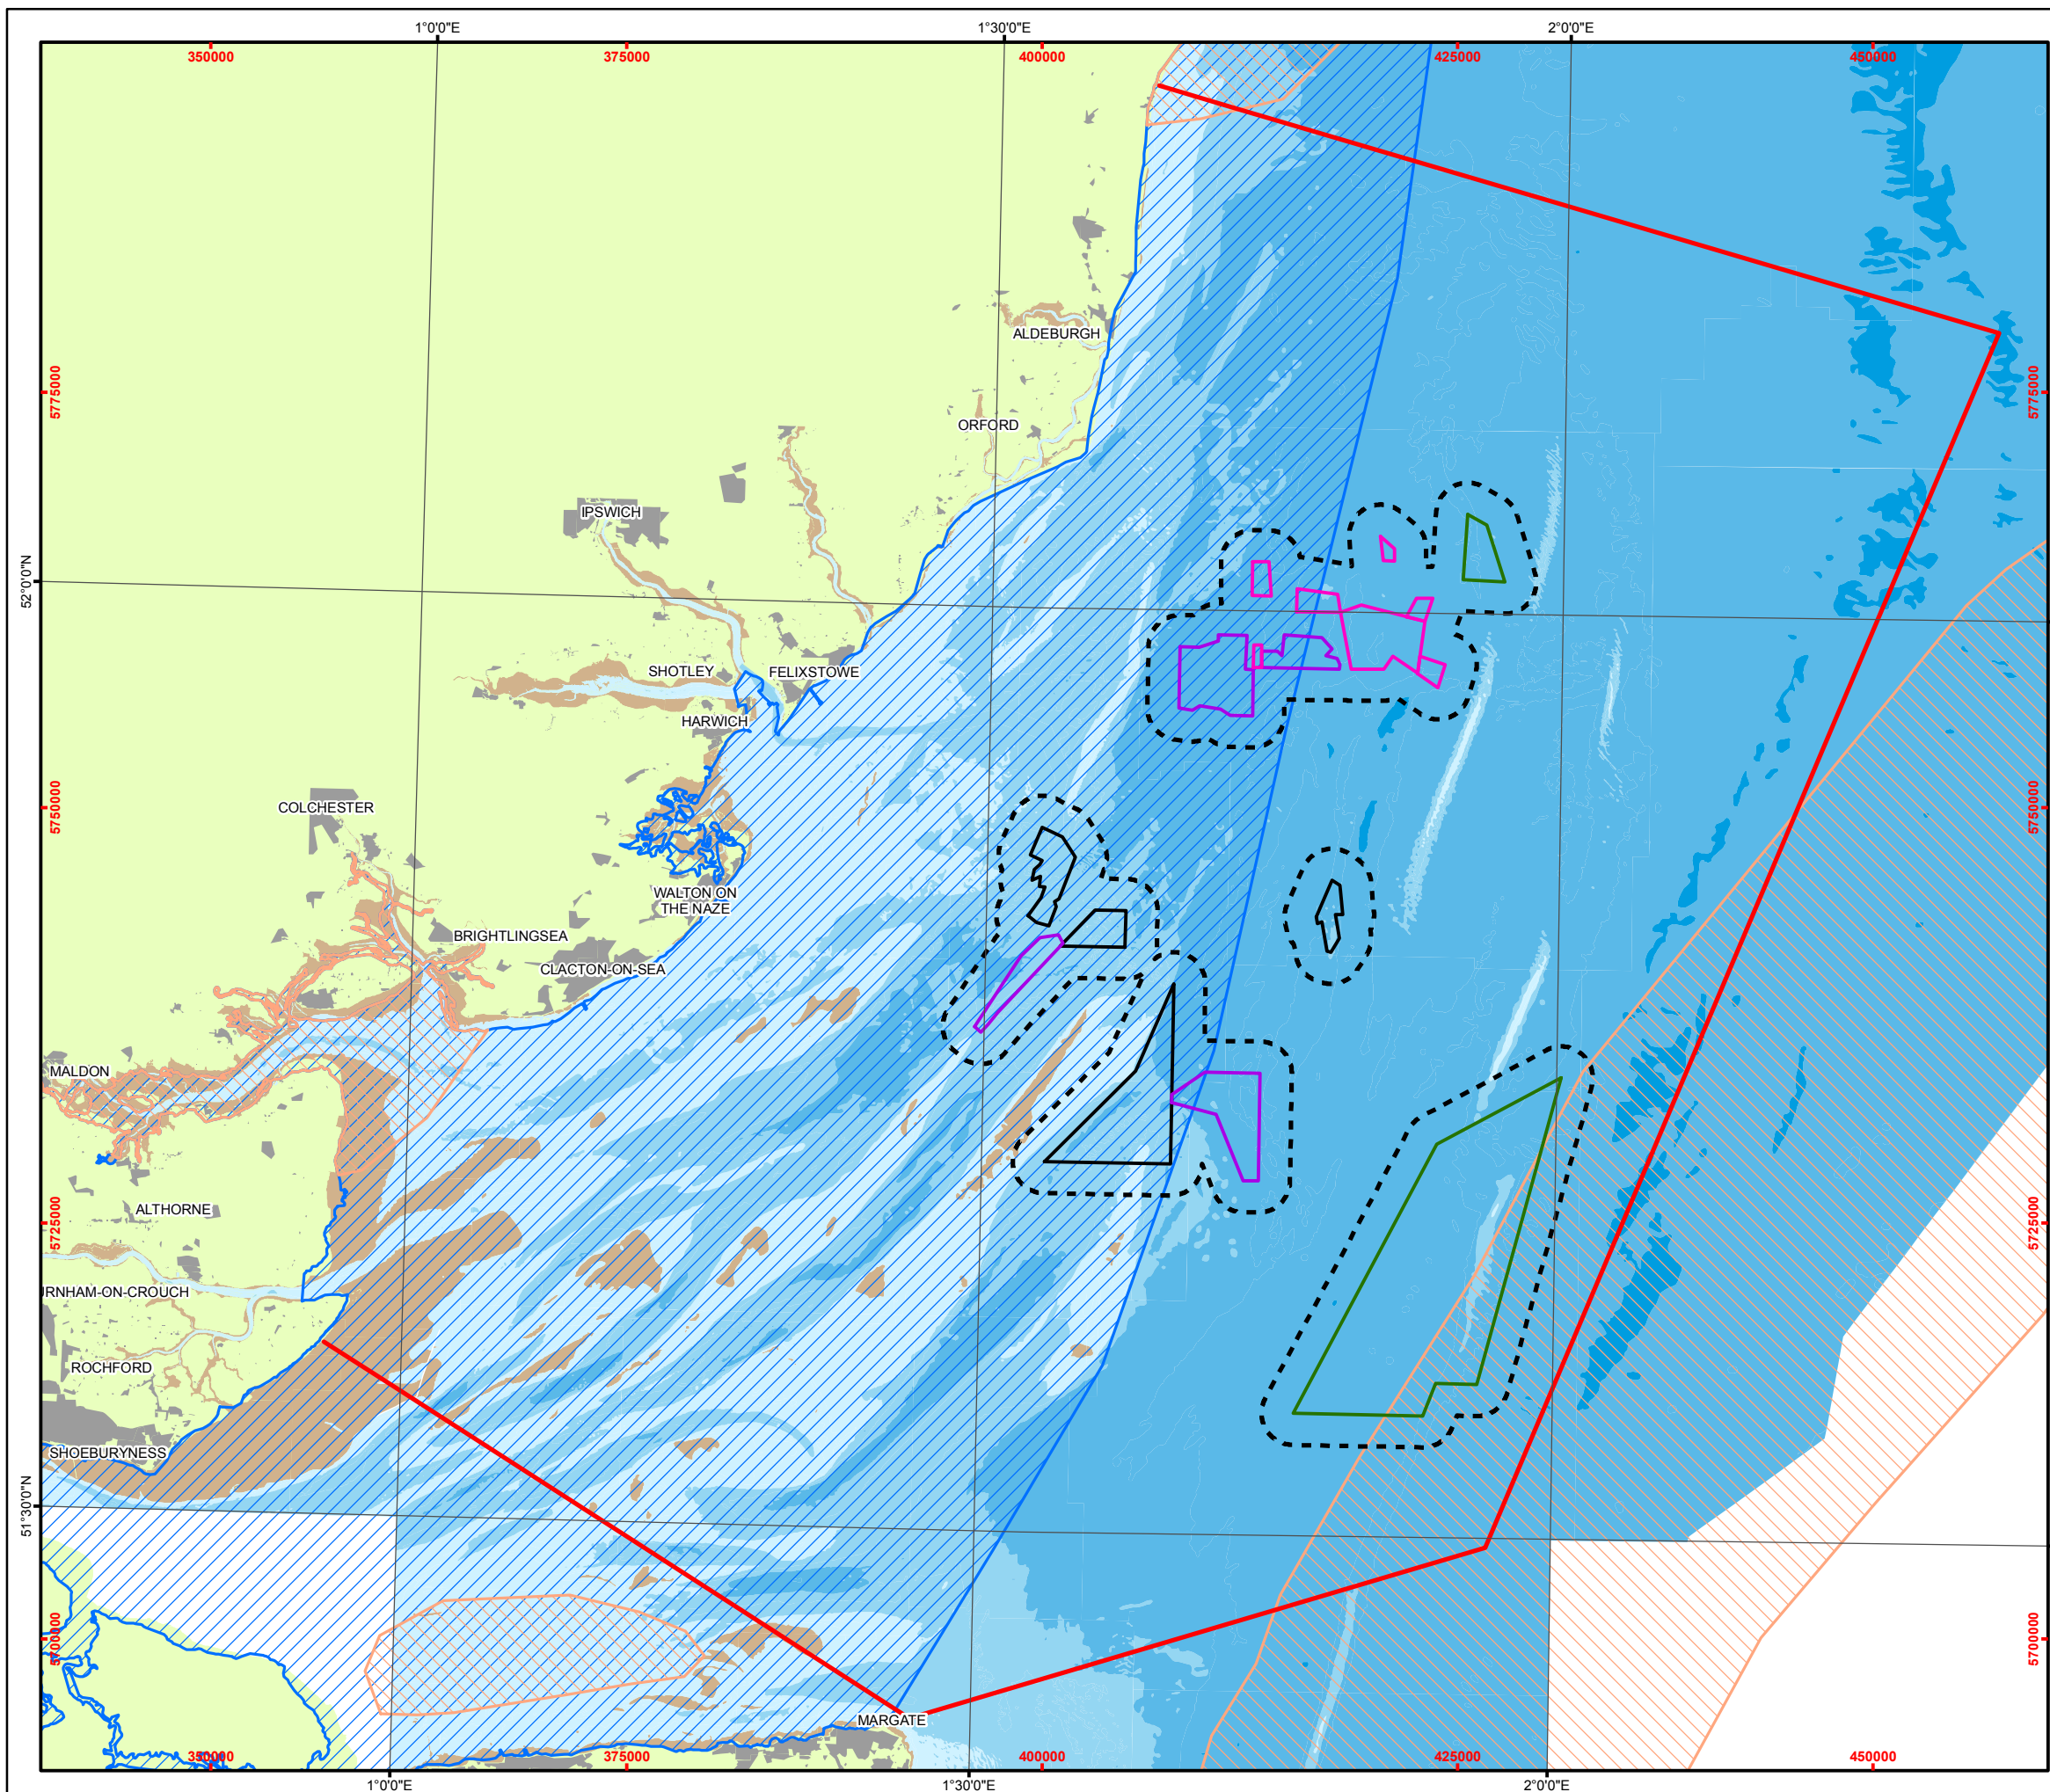 1°0'0"E
1°30'0"E
2°0'0"E
350000
375000
400000
425000
450000
ALDEBURGH
5775000
5775000
ORFORD
IPSWICH
52°0'0"N
SHOTLEY
FELIXSTOWE
HARWICH
COLCHESTER
5750000
5750000
WALTON ON
THE NAZE
BRIGHTLINGSEA
CLACTON-ON-SEA
MALDON
ALTHORNE
5725000
5725000
URNHAM-ON-CROUCH
ROCHFORD
SHOEBURYNESS
51°30'0"N
5700000
5700000
MARGATE
350000
375000
400000
425000
450000
1°0'0"E
1°30'0"E
2°0'0"E